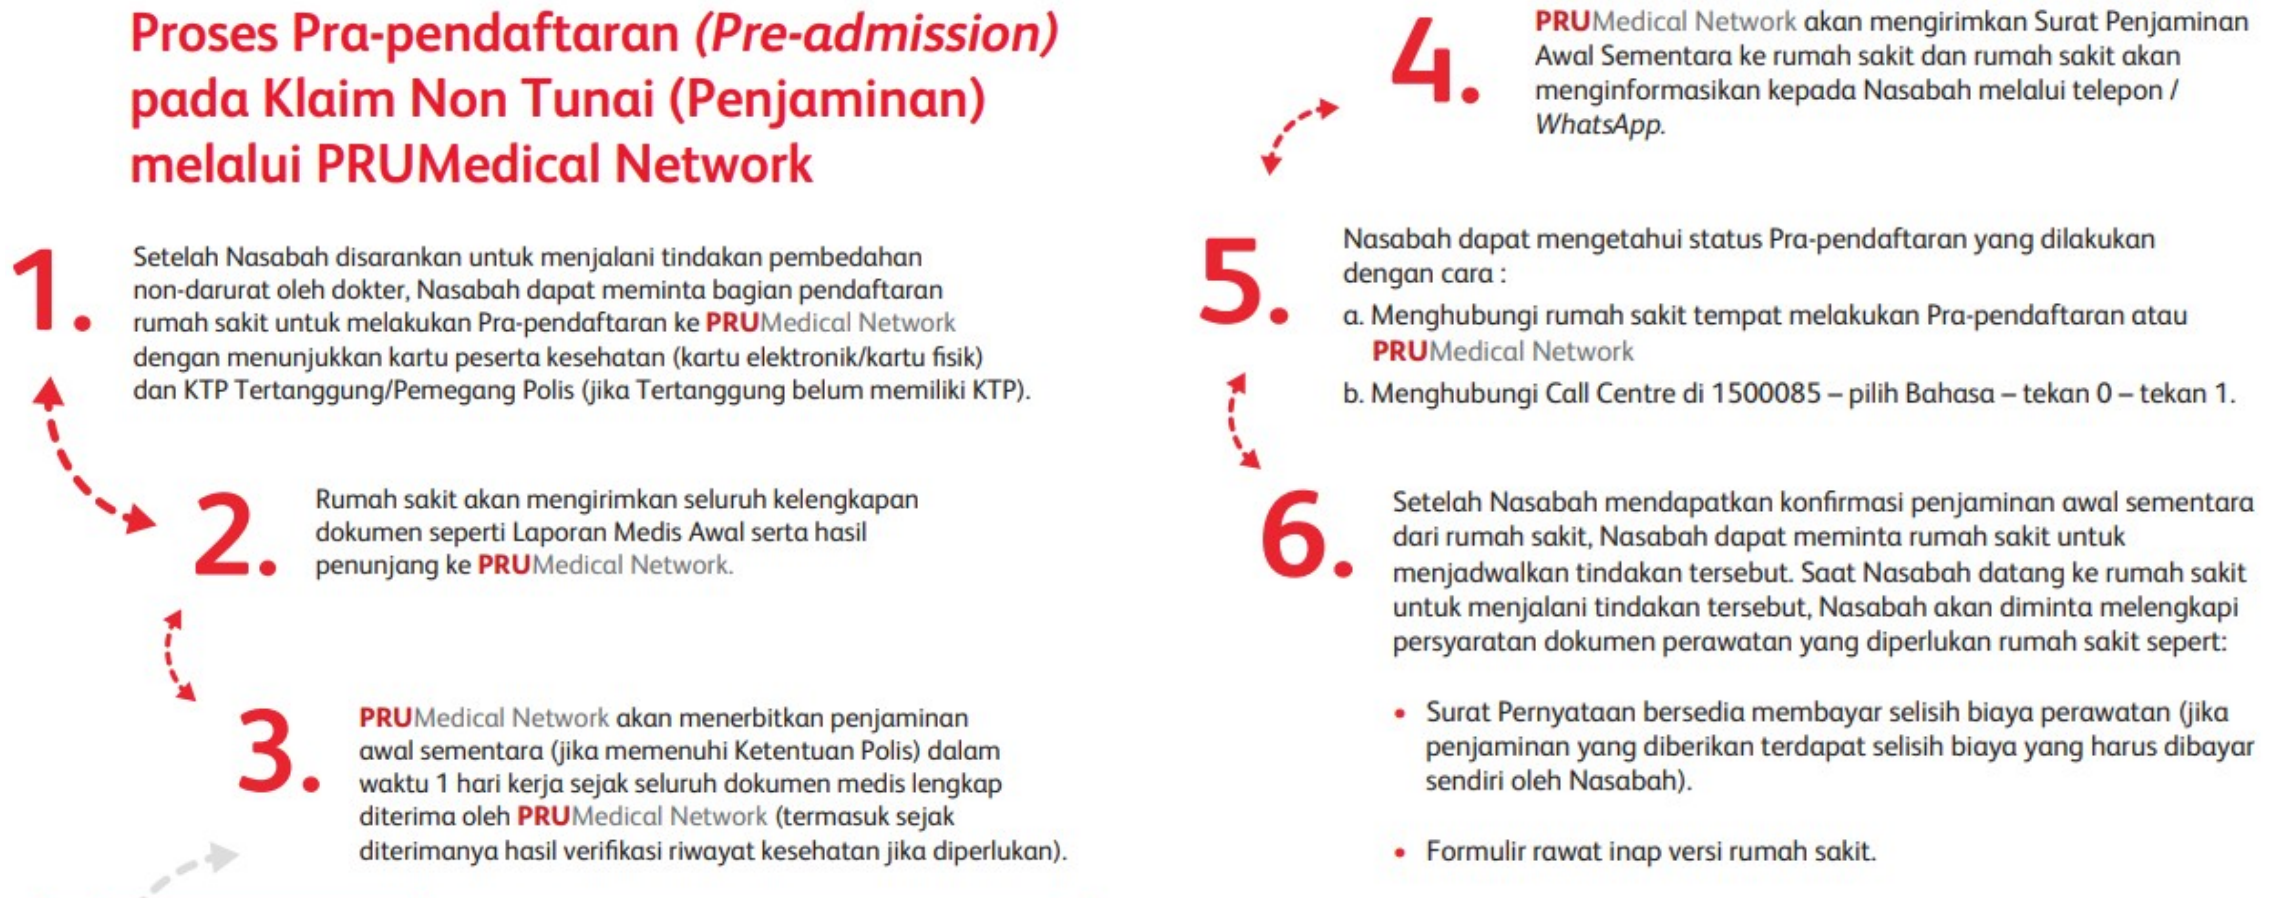 Proses Pra-pendaftaran (Pre-admission)
pada Klaim Non Tunai (Penjaminan)
melalui PRUMedical Network
1.
Setelah Nasabah disarankan untuk menjalani tindakan pembedahan
non-darurat oleh dokter, Nasabah dapat meminta bagian pendaftaran
rumah sakit untuk melakukan Pra-pendaftaran ke PRUMedical Network
dengan menunjukkan kartu peserta kesehatan (kartu elektronik/kartu fisik)
dan KTP Tertanggung/Pemegang Polis (jika Tertanggung belum memiliki KTP).
2.
Rumah sakit akan mengirimkan seluruh kelengkapan
dokumen seperti Laporan Medis Awal serta hasil
penunjang ke PRUMedical Network.
3.
PRUMedical Network akan menerbitkan penjaminan
awal sementara (jika memenuhi Ketentuan Polis) dalam
waktu 1 hari kerja sejak seluruh dokumen medis lengkap
diterima oleh PRUMedical Network (termasuk sejak
diterimanya hasil verifikasi riwayat kesehatan jika diperlukan).
4.
PRUMedical Network akan mengirimkan Surat Penjaminan
Awal Sementara ke rumah sakit dan rumah sakit akan
menginformasikan kepada Nasabah melalui telepon /
WhatsApp.
5.
Nasabah dapat mengetahui status Pra-pendaftaran yang dilakukan
dengan cara :
a. Menghubungi rumah sakit tempat melakukan Pra-pendaftaran atau
PRUMedical Network
b. Menghubungi Call Centre di 1500085 – pilih Bahasa – tekan 0 – tekan 1.
6.
Setelah Nasabah mendapatkan konfirmasi penjaminan awal sementara
dari rumah sakit, Nasabah dapat meminta rumah sakit untuk
menjadwalkan tindakan tersebut. Saat Nasabah datang ke rumah sakit
untuk menjalani tindakan tersebut, Nasabah akan diminta melengkapi
persyaratan dokumen perawatan yang diperlukan rumah sakit sepert:
• Surat Pernyataan bersedia membayar selisih biaya perawatan (jika
penjaminan yang diberikan terdapat selisih biaya yang harus dibayar
sendiri oleh Nasabah).
• Formulir rawat inap versi rumah sakit.